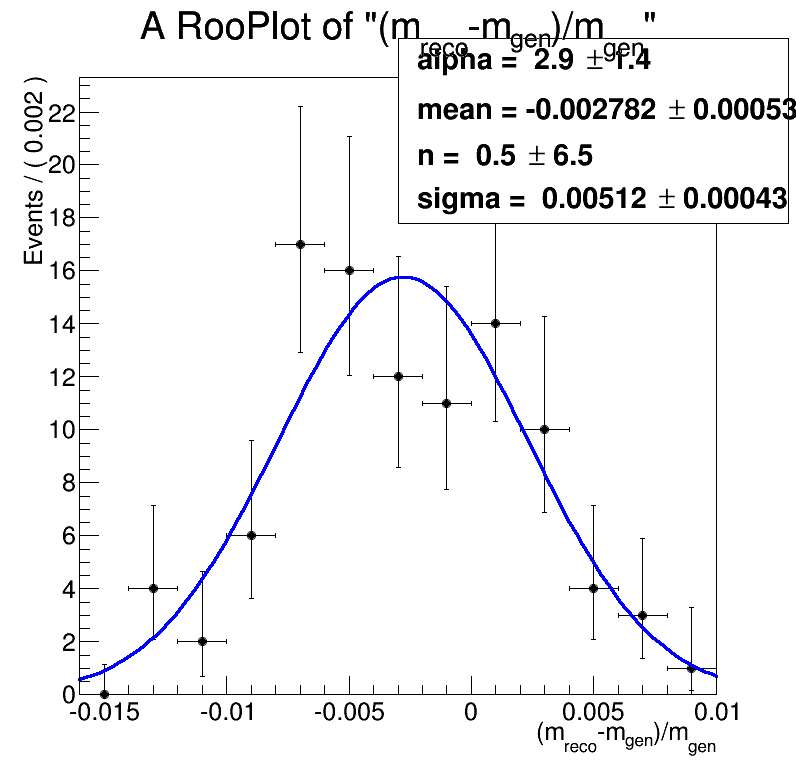 A RooPlot of "(m_reco-m_gen)/m_gen"
alpha = 2.9 ± 1.4
mean = -0.002782 ± 0.00053
n = 0.5 ± 6.5
sigma = 0.00512 ± 0.00043
Events / ( 0.002 )
22
20
18
16
14
12
10
8
6
4
2
0
-0.015 -0.01 -0.005 0 0.005 0.01
(m_reco-m_gen)/m_gen